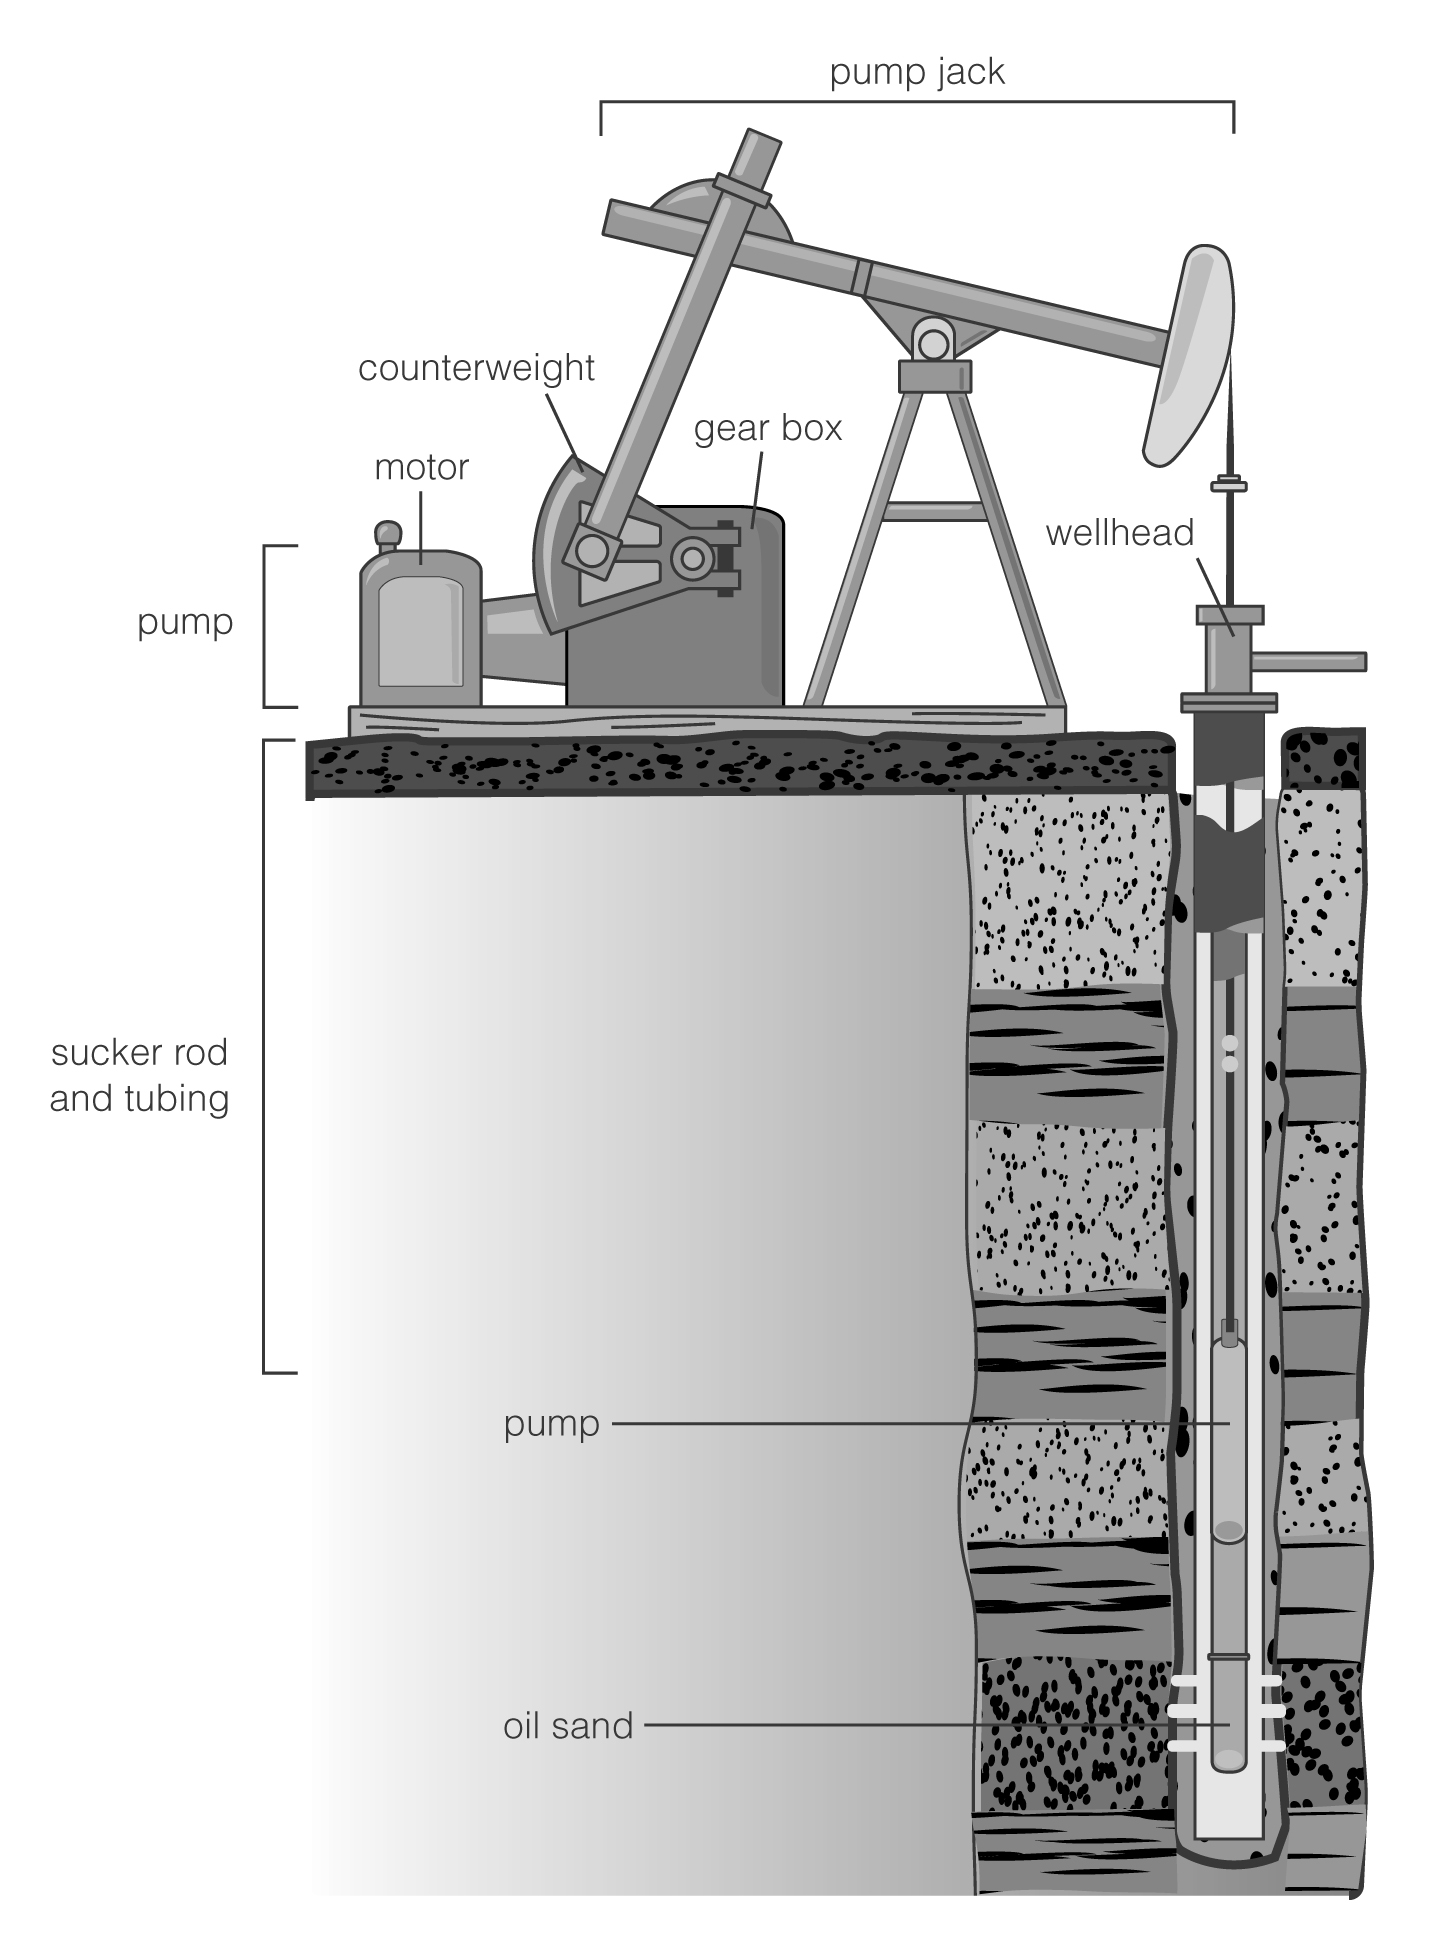 pump jack
counterweight
gear box
motor
wellhead
pump
sucker rod
and tubing
pump
oil sand